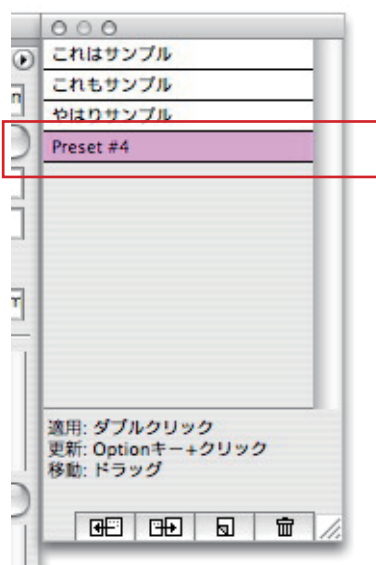 これはサンプル
これもサンプル
やはりサンプル
Preset #4
適用: ダブルクリック
更新: Optionキー+クリック
移動: ドラッグ